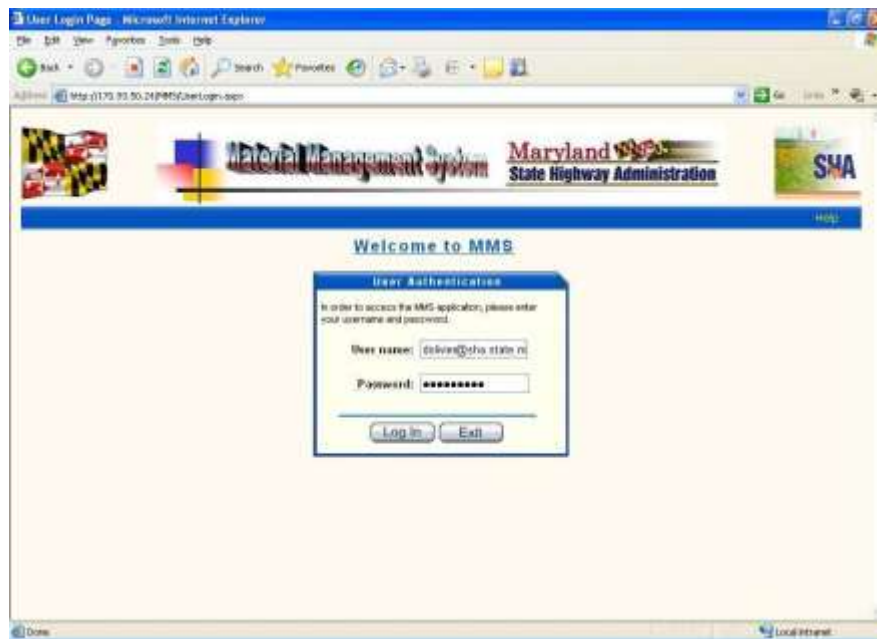 User Login Page - Microsoft Internet Explorer
File Edit View Favorites Tools Help
Back Search Favorites
Address Go Links
Material Management System
Maryland
State Highway Administration
SHA
Help
Welcome to MMS
User Authentication
In order to access the MMS application, please enter
your username and password.
User name:
Password: •••••••••
Log In Exit
Done Local intranet